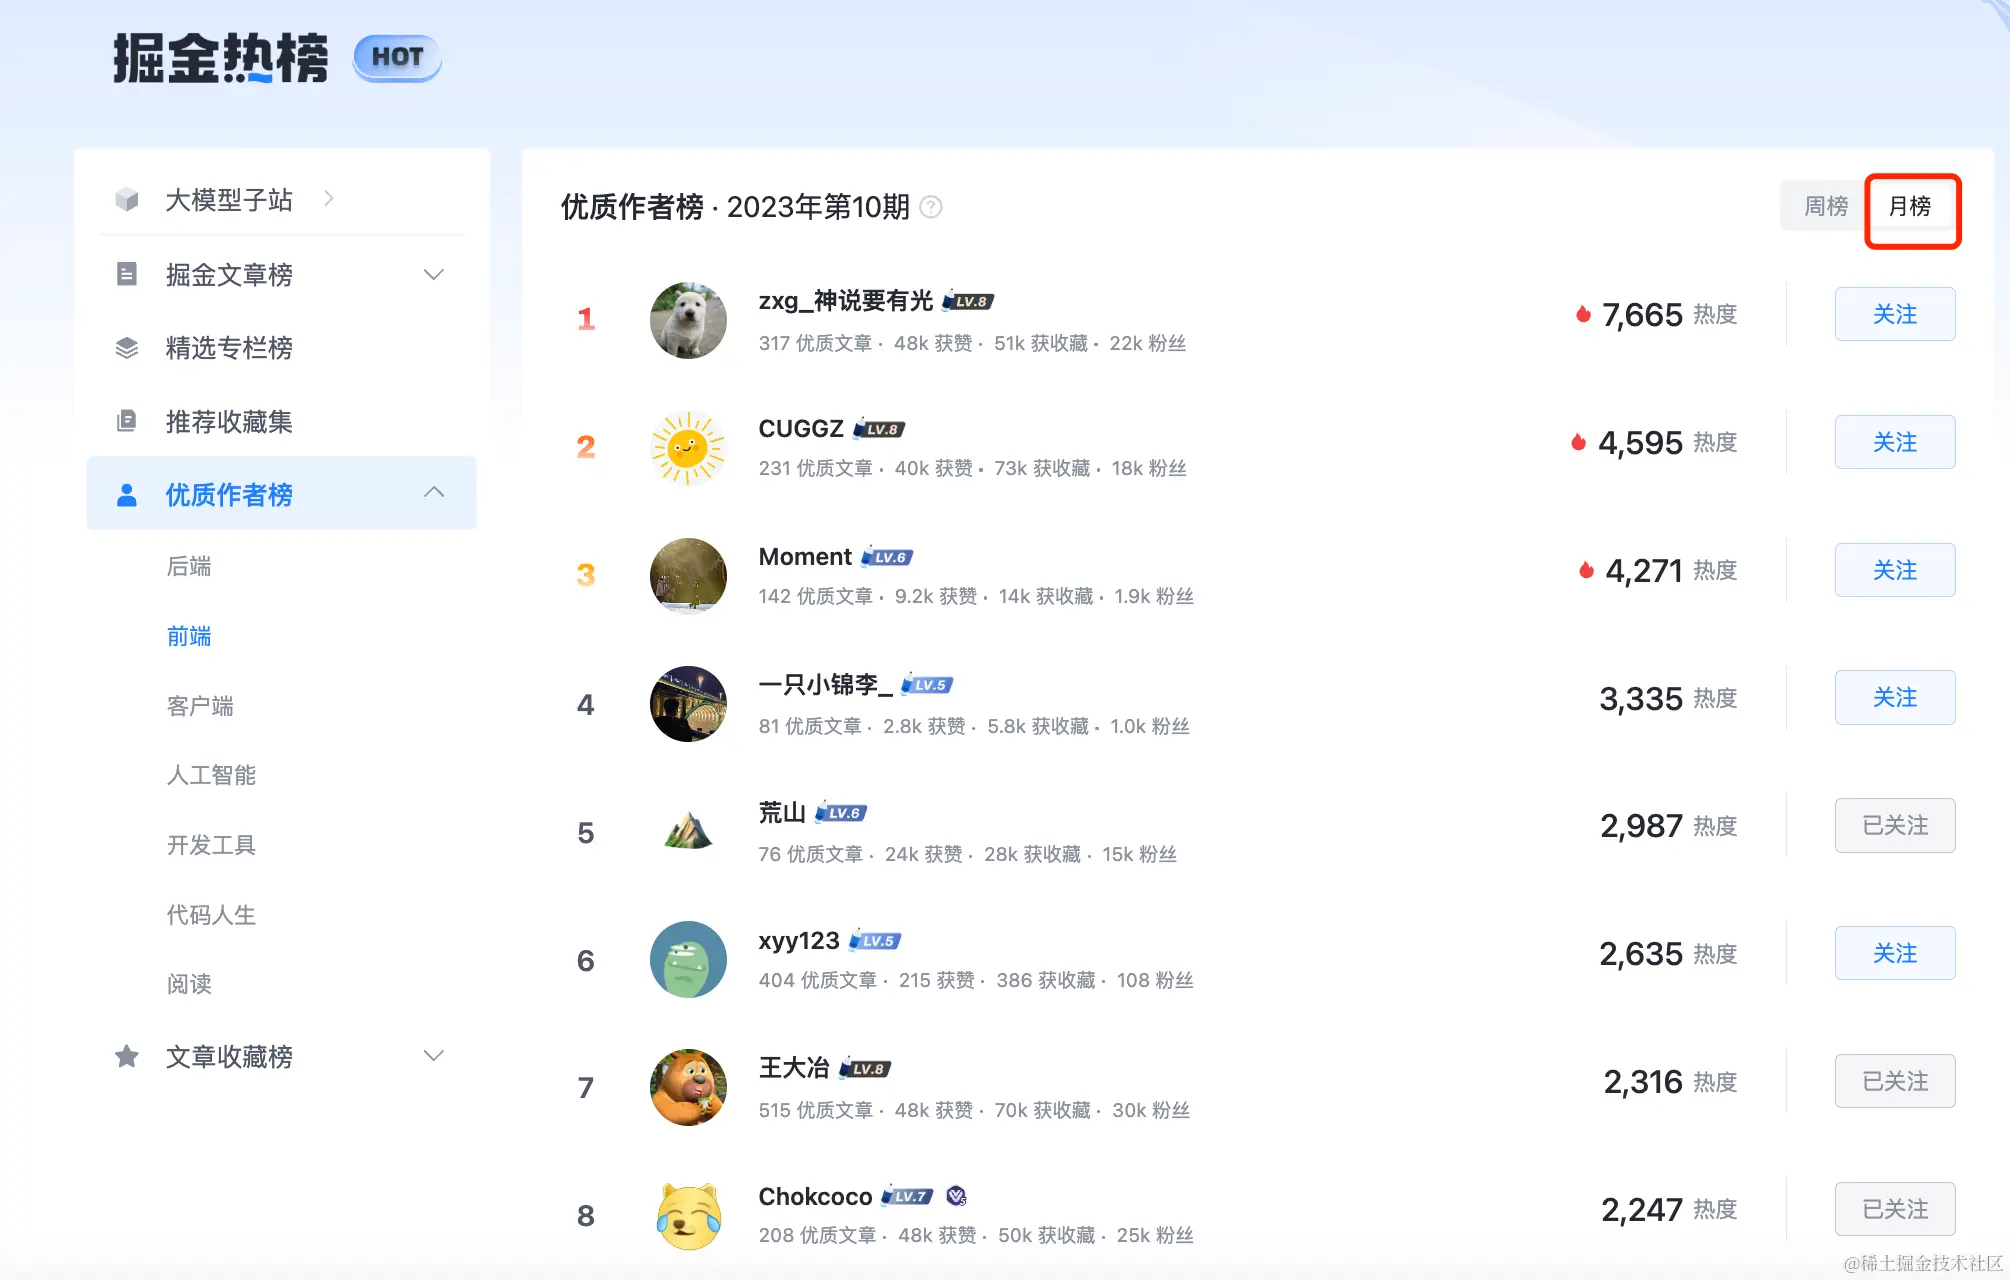 掘金热榜 HOT
大模型子站
掘金文章榜
精选专栏榜
推荐收藏集
优质作者榜
后端
前端
客户端
人工智能
开发工具
代码人生
阅读
文章收藏榜
优质作者榜 · 2023年第10期 ?
周榜 月榜
1 zxg_神说要有光 LV.8
317 优质文章 · 48k 获赞 · 51k 获收藏 · 22k 粉丝
7,665 热度 关注
2 CUGGZ LV.8
231 优质文章 · 40k 获赞 · 73k 获收藏 · 18k 粉丝
4,595 热度 关注
3 Moment LV.6
142 优质文章 · 9.2k 获赞 · 14k 获收藏 · 1.9k 粉丝
4,271 热度 关注
4 一只小锦李_ LV.5
81 优质文章 · 2.8k 获赞 · 5.8k 获收藏 · 1.0k 粉丝
3,335 热度 关注
5 荒山 LV.6
76 优质文章 · 24k 获赞 · 28k 获收藏 · 15k 粉丝
2,987 热度 已关注
6 xyy123 LV.5
404 优质文章 · 215 获赞 · 386 获收藏 · 108 粉丝
2,635 热度 关注
7 王大冶 LV.8
515 优质文章 · 48k 获赞 · 70k 获收藏 · 30k 粉丝
2,316 热度 已关注
8 Chokcoco LV.7
208 优质文章 · 48k 获赞 · 50k 获收藏 · 25k 粉丝
2,247 热度 已关注
@稀土掘金技术社区